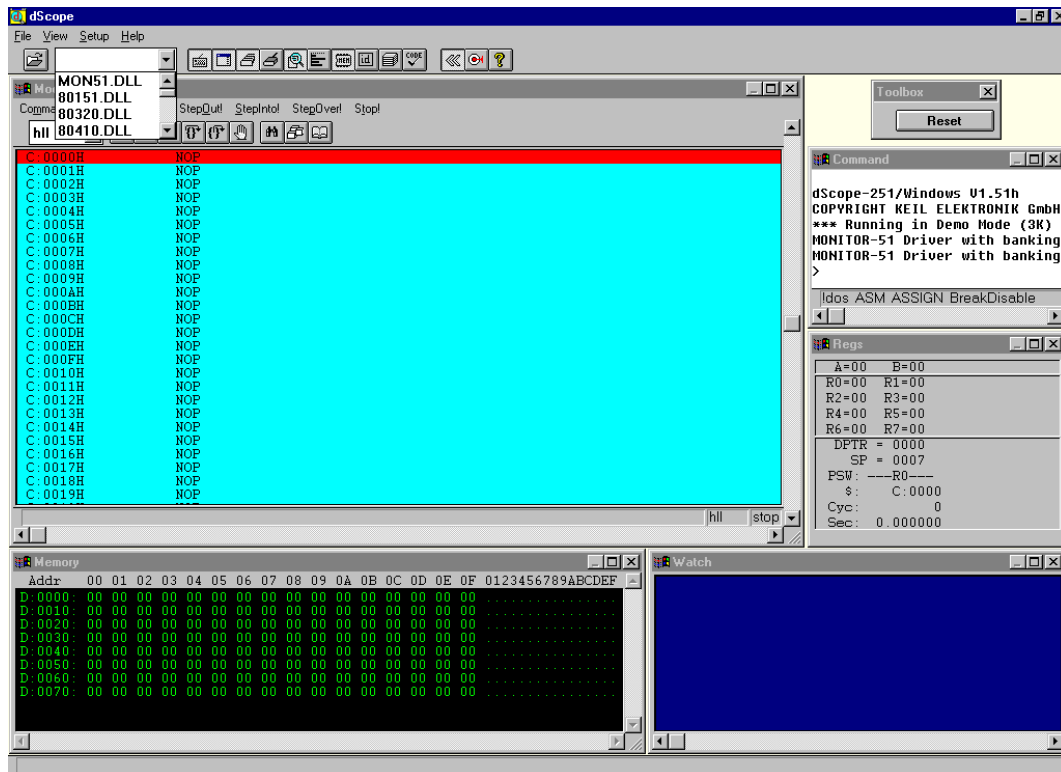 dScope
File View Setup Help
MON51.DLL
80151.DLL
80320.DLL
80410.DLL
StepOut! StepInto! StepOver! Stop!
hll
C:0000H NOP
C:0001H NOP
C:0002H NOP
C:0003H NOP
C:0004H NOP
C:0005H NOP
C:0006H NOP
C:0007H NOP
C:0008H NOP
C:0009H NOP
C:000AH NOP
C:000BH NOP
C:000CH NOP
C:000DH NOP
C:000EH NOP
C:000FH NOP
C:0010H NOP
C:0011H NOP
C:0012H NOP
C:0013H NOP
C:0014H NOP
C:0015H NOP
C:0016H NOP
C:0017H NOP
C:0018H NOP
C:0019H NOP
hll stop
Toolbox
Reset
Command
dScope-251/Windows V1.51h
COPYRIGHT KEIL ELEKTRONIK GmbH
*** Running in Demo Mode (3K)
MONITOR-51 Driver with banking
MONITOR-51 Driver with banking
>
!dos ASM ASSIGN BreakDisable
Regs
A=00 B=00
R0=00 R1=00
R2=00 R3=00
R4=00 R5=00
R6=00 R7=00
DPTR = 0000
SP = 0007
PSW: ---R0---
$: C:0000
Cyc: 0
Sec: 0.000000
Memory
Addr 00 01 02 03 04 05 06 07 08 09 0A 0B 0C 0D 0E 0F 0123456789ABCDEF
D:0000: 00 00 00 00 00 00 00 00 00 00 00 00 00 00 00 00 ................
D:0010: 00 00 00 00 00 00 00 00 00 00 00 00 00 00 00 00 ................
D:0020: 00 00 00 00 00 00 00 00 00 00 00 00 00 00 00 00 ................
D:0030: 00 00 00 00 00 00 00 00 00 00 00 00 00 00 00 00 ................
D:0040: 00 00 00 00 00 00 00 00 00 00 00 00 00 00 00 00 ................
D:0050: 00 00 00 00 00 00 00 00 00 00 00 00 00 00 00 00 ................
D:0060: 00 00 00 00 00 00 00 00 00 00 00 00 00 00 00 00 ................
D:0070: 00 00 00 00 00 00 00 00 00 00 00 00 00 00 00 00 ................
Watch